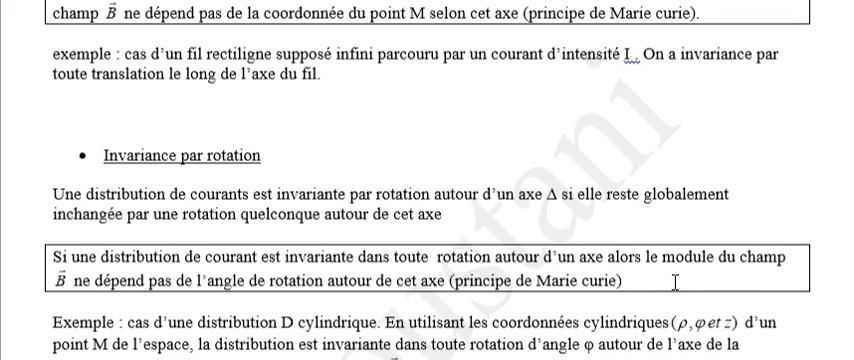 champ B⃗ ne dépend pas de la coordonnée du point M selon cet axe (principe de Marie curie).
exemple : cas d'un fil rectiligne supposé infini parcouru par un courant d'intensité I . On a invariance par
toute translation le long de l'axe du fil.
• Invariance par rotation
Une distribution de courants est invariante par rotation autour d'un axe Δ si elle reste globalement
inchangée par une rotation quelconque autour de cet axe
Si une distribution de courant est invariante dans toute rotation autour d'un axe alors le module du champ
B⃗ ne dépend pas de l'angle de rotation autour de cet axe (principe de Marie curie)
Exemple : cas d'une distribution D cylindrique. En utilisant les coordonnées cylindriques (ρ, φ et z) d'un
point M de l'espace, la distribution est invariante dans toute rotation d'angle φ autour de l'axe de la